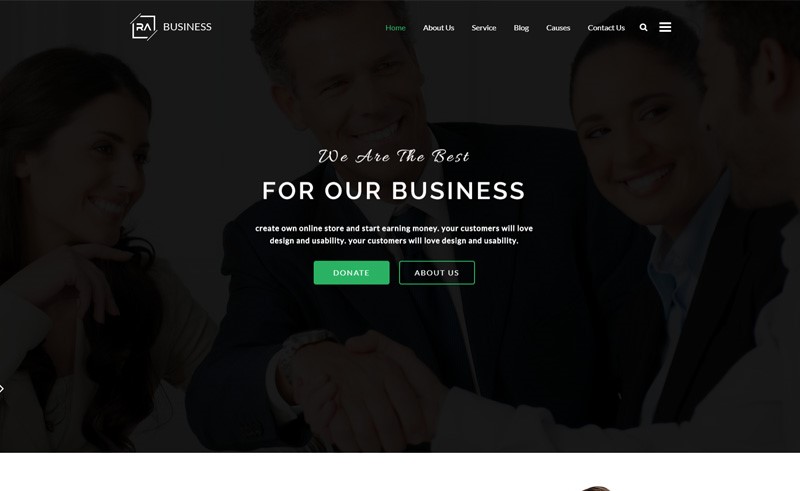 RA BUSINESS
Home About Us Service Blog Causes Contact Us
We Are The Best
FOR OUR BUSINESS
create own online store and start earning money. your customers will love
design and usability. your customers will love design and usability.
DONATE ABOUT US